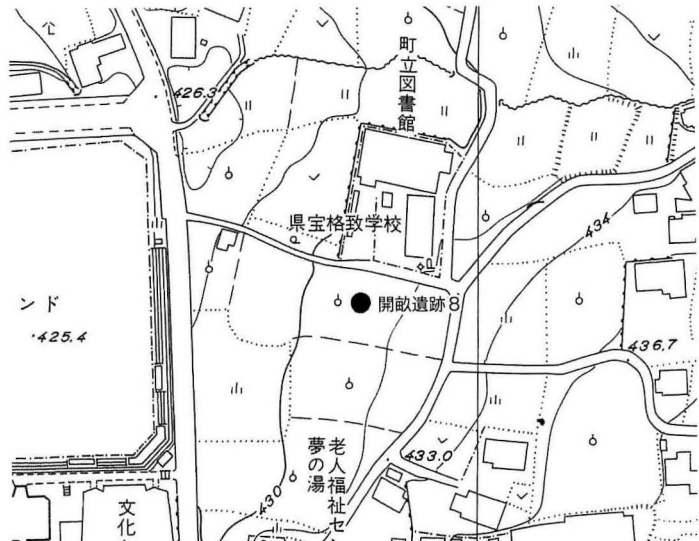 426.3
町立図書館
県宝格致学校
434
ンド
・425.4
開畝遺跡8
436.7
老人福祉セ
夢の湯
433.0
430
文化